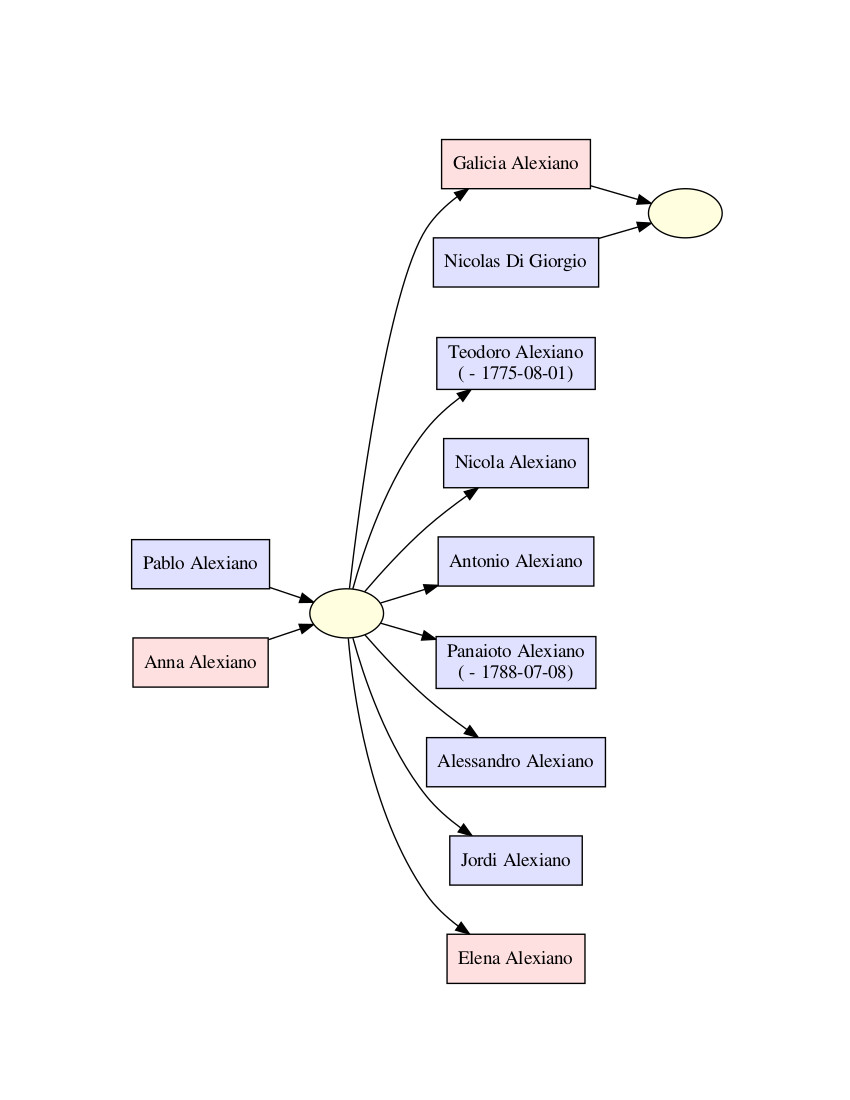 Galicia Alexiano
Nicolas Di Giorgio
Teodoro Alexiano
( - 1775-08-01)
Nicola Alexiano
Pablo Alexiano
Antonio Alexiano
Anna Alexiano
Panaioto Alexiano
( - 1788-07-08)
Alessandro Alexiano
Jordi Alexiano
Elena Alexiano